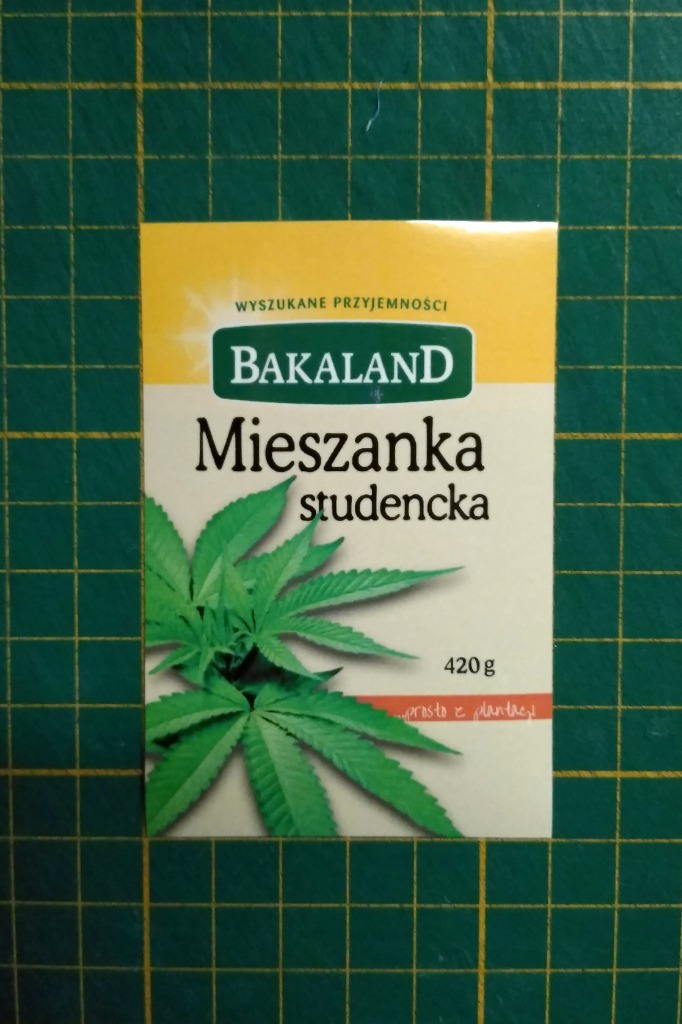 WYSZUKANE PRZYJEMNOŚCI
BAKALAND
Mieszanka
studencka
420g
...prosto z plantacji